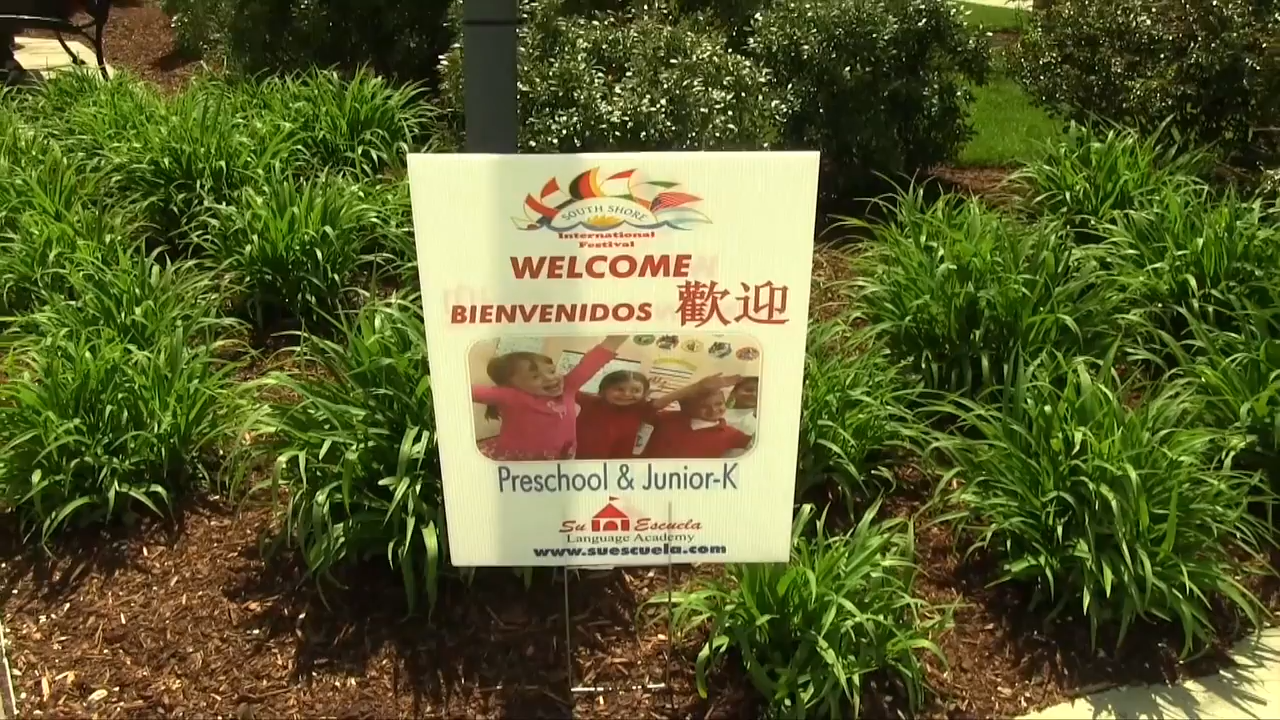 SOUTH SHORE
International
Festival
WELCOME
BIENVENIDOS 歡迎
Preschool & Junior-K
Su Escuela
Language Academy
www.suescuela.com